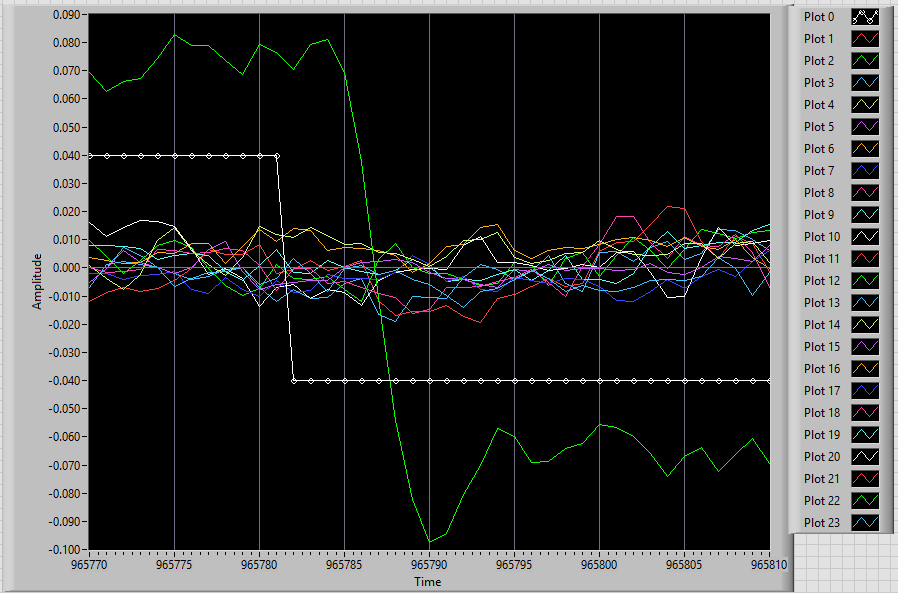 0.090
0.080
0.070
0.060
0.050
0.040
0.030
0.020
0.010
0.000
-0.010
-0.020
-0.030
-0.040
-0.050
-0.060
-0.070
-0.080
-0.090
-0.100
Amplitude
965770 965775 965780 965785 965790 965795 965800 965805 965810
Time
Plot 0
Plot 1
Plot 2
Plot 3
Plot 4
Plot 5
Plot 6
Plot 7
Plot 8
Plot 9
Plot 10
Plot 11
Plot 12
Plot 13
Plot 14
Plot 15
Plot 16
Plot 17
Plot 18
Plot 19
Plot 20
Plot 21
Plot 22
Plot 23